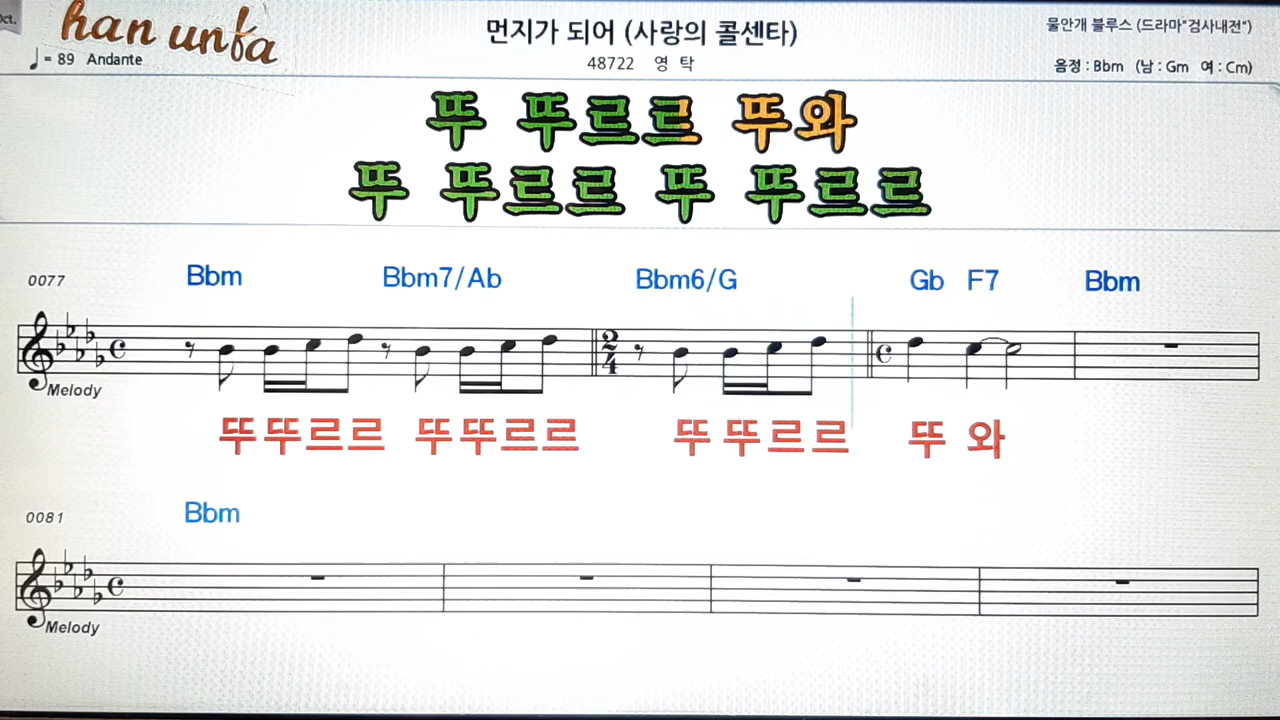 Oct.
han unfa
먼지가 되어 (사랑의 콜센타)
물안개 블루스 (드라마"검사내전")
♩= 89 Andante
48722 영 탁
음정 : Bbm (남 : Gm 여 : Cm)
뚜 뚜르르 뚜와
뚜 뚜르르 뚜 뚜르르
0077 Bbm Bbm7/Ab Bbm6/G Gb F7 Bbm
2
4
Melody
뚜 뚜르르 뚜 뚜르르 뚜 뚜르르 뚜 와
0081 Bbm
Melody